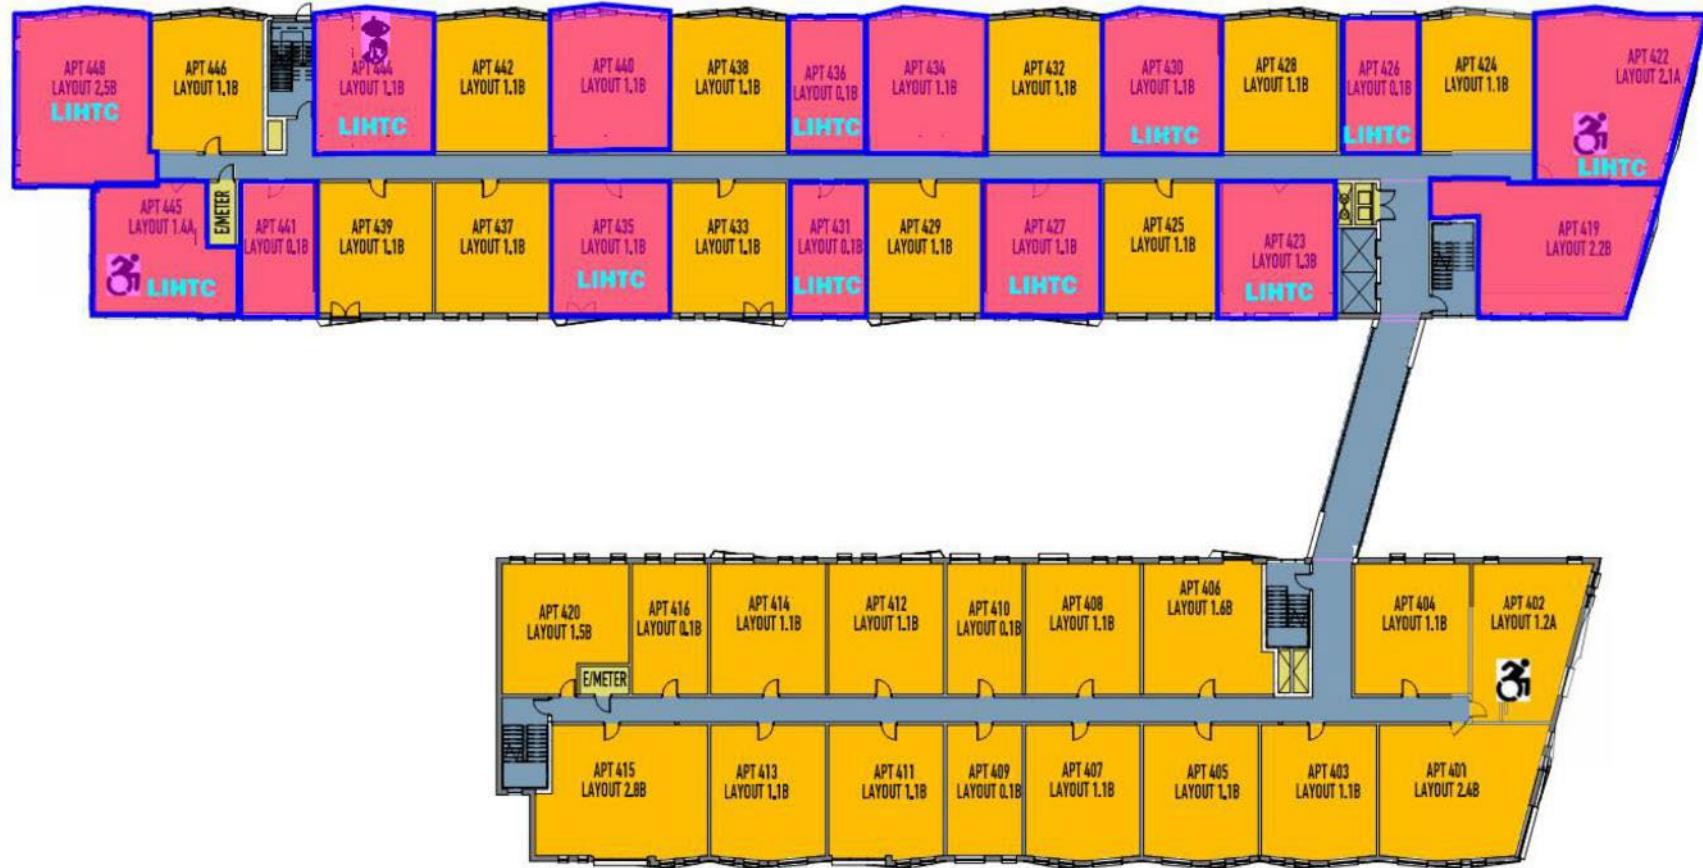 APT 448
LAYOUT 2.5B
LIHTC
APT 446
LAYOUT 1.1B
APT 444
LAYOUT 1.1B
LIHTC
APT 442
LAYOUT 1.1B
APT 440
LAYOUT 1.1B
APT 438
LAYOUT 1.1B
APT 436
LAYOUT 0.1B
LIHTC
APT 434
LAYOUT 1.1B
APT 432
LAYOUT 1.1B
APT 430
LAYOUT 1.1B
LIHTC
APT 428
LAYOUT 1.1B
APT 426
LAYOUT 0.1B
LIHTC
APT 424
LAYOUT 1.1B
APT 422
LAYOUT 2.1A
LIHTC
APT 445
LAYOUT 1.4A
LIHTC
E/METER
APT 441
LAYOUT 0.1B
APT 439
LAYOUT 1.1B
APT 437
LAYOUT 1.1B
APT 435
LAYOUT 1.1B
LIHTC
APT 433
LAYOUT 1.1B
APT 431
LAYOUT 0.1B
LIHTC
APT 429
LAYOUT 1.1B
APT 427
LAYOUT 1.1B
LIHTC
APT 425
LAYOUT 1.1B
APT 423
LAYOUT 1.3B
LIHTC
APT 419
LAYOUT 2.2B
APT 420
LAYOUT 1.5B
E/METER
APT 416
LAYOUT 0.1B
APT 414
LAYOUT 1.1B
APT 412
LAYOUT 1.1B
APT 410
LAYOUT 0.1B
APT 408
LAYOUT 1.1B
APT 406
LAYOUT 1.6B
APT 404
LAYOUT 1.1B
APT 402
LAYOUT 1.2A
APT 415
LAYOUT 2.8B
APT 413
LAYOUT 1.1B
APT 411
LAYOUT 1.1B
APT 409
LAYOUT 0.1B
APT 407
LAYOUT 1.1B
APT 405
LAYOUT 1.1B
APT 403
LAYOUT 1.1B
APT 401
LAYOUT 2.4B